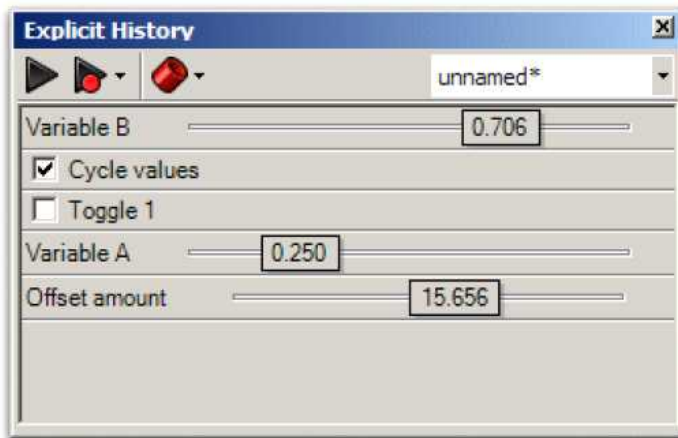 Explicit History
unnamed*
Variable B 0.706
Cycle values
Toggle 1
Variable A 0.250
Offset amount 15.656